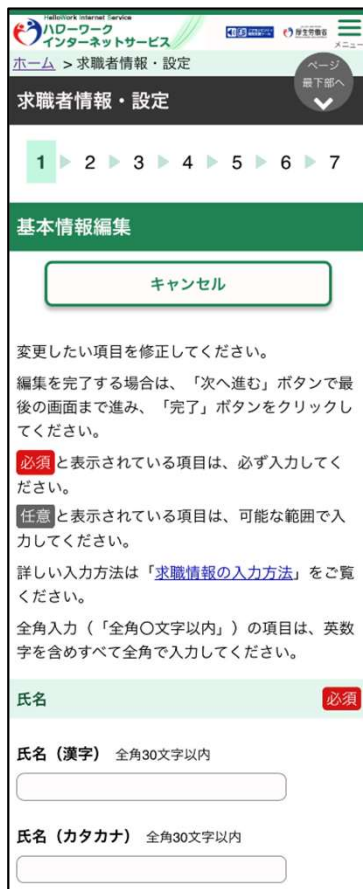 HelloWork Internet Service
ハローワーク
インターネットサービス
厚生労働省
メニュー
ホーム > 求職者情報・設定
ページ
最下部へ
求職者情報・設定
1 2 3 4 5 6 7
基本情報編集
キャンセル
変更したい項目を修正してください。
編集を完了する場合は、「次へ進む」ボタンで最
後の画面まで進み、「完了」ボタンをクリックし
てください。
必須と表示されている項目は、必ず入力してく
ださい。
任意と表示されている項目は、可能な範囲で入
力してください。
詳しい入力方法は「求職情報の入力方法」をご覧
ください。
全角入力（「全角〇文字以内」）の項目は、英数
字を含めすべて全角で入力してください。
氏名 必須
氏名（漢字） 全角30文字以内
氏名（カタカナ） 全角30文字以内